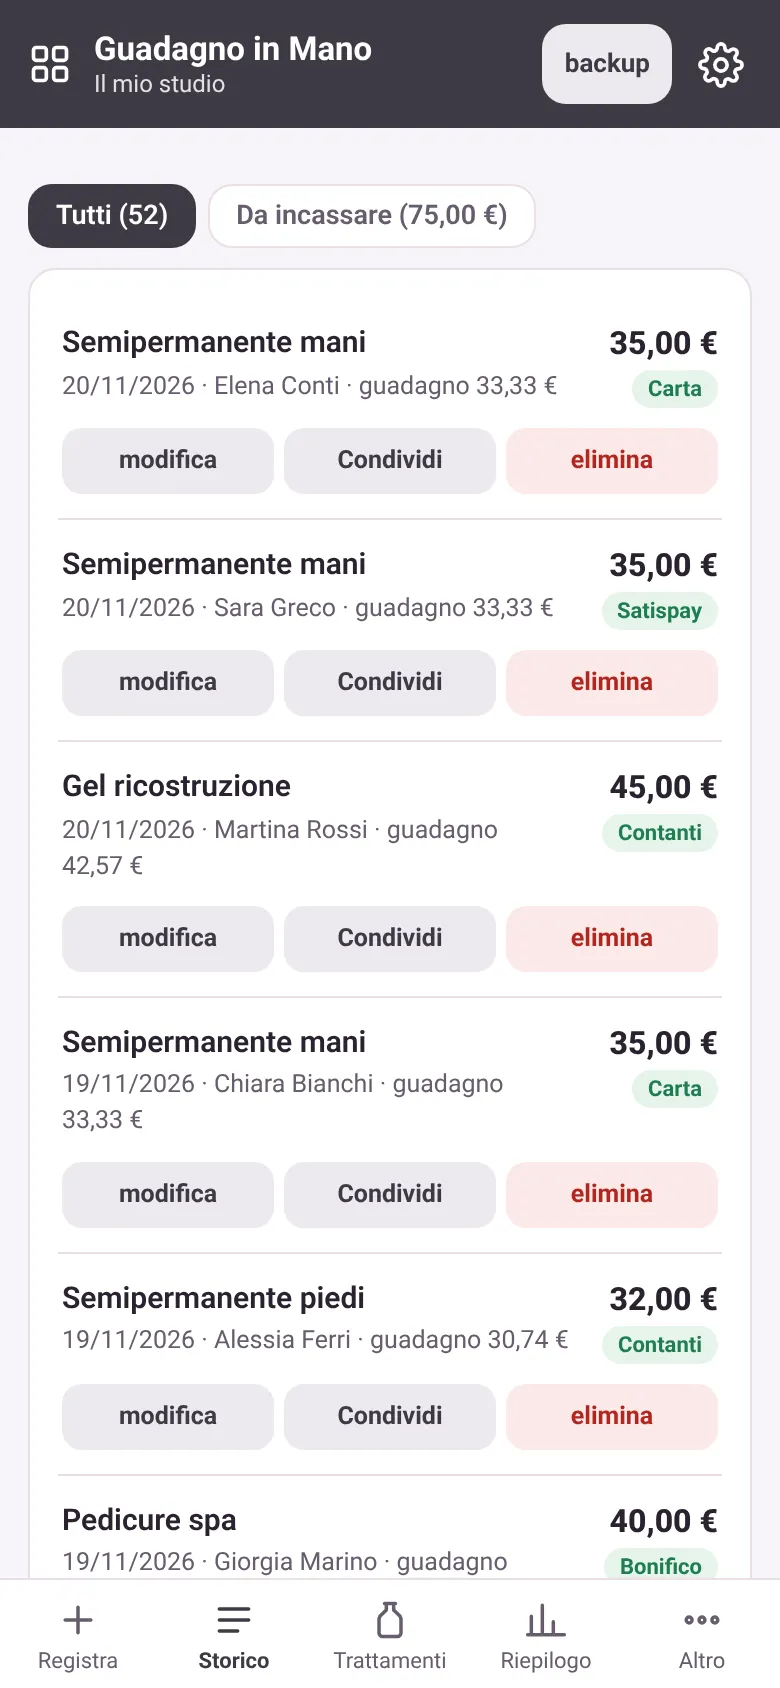 Guadagno in Mano
Il mio studio
backup
Tutti (52)
Da incassare (75,00 €)
Semipermanente mani
35,00 €
20/11/2026 · Elena Conti · guadagno 33,33 €
Carta
modifica
Condividi
elimina
Semipermanente mani
35,00 €
20/11/2026 · Sara Greco · guadagno 33,33 €
Satispay
modifica
Condividi
elimina
Gel ricostruzione
45,00 €
20/11/2026 · Martina Rossi · guadagno
42,57 €
Contanti
modifica
Condividi
elimina
Semipermanente mani
35,00 €
19/11/2026 · Chiara Bianchi · guadagno
33,33 €
Carta
modifica
Condividi
elimina
Semipermanente piedi
32,00 €
19/11/2026 · Alessia Ferri · guadagno 30,74 €
Contanti
modifica
Condividi
elimina
Pedicure spa
40,00 €
19/11/2026 · Giorgia Marino · guadagno
Bonifico
Registra
Storico
Trattamenti
Riepilogo
Altro